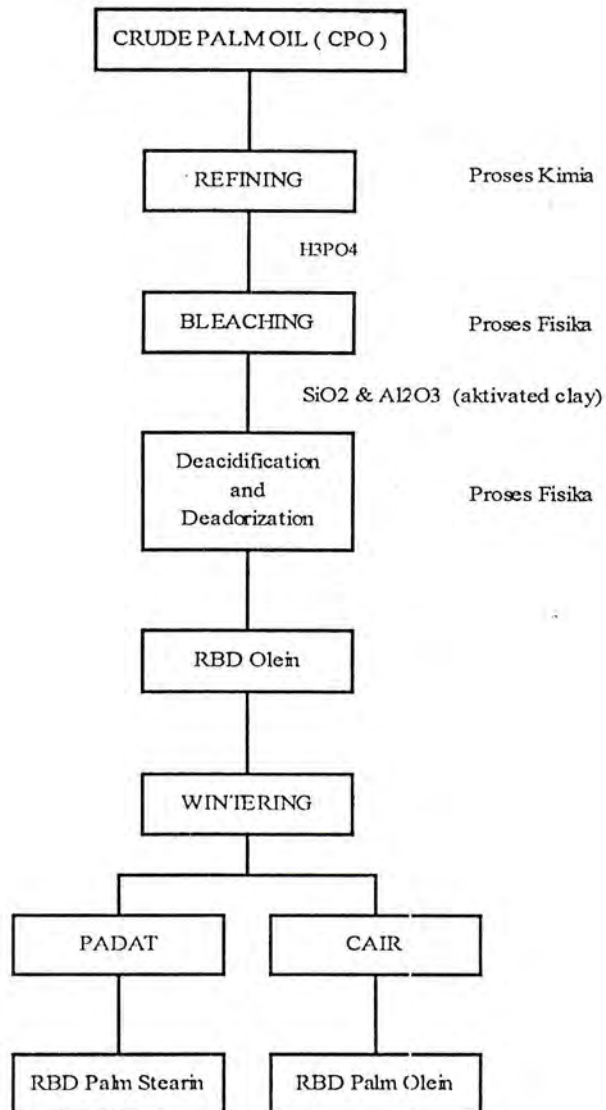 CRUDE PALM OIL ( CPO )
REFINING
Proses Kimia
H3PO4
BLEACHING
Proses Fisika
SiO2 & Al2O3 (aktivated clay)
Deacidification
and
Deadorization
Proses Fisika
RBD Olein
WINTERING
PADAT
CAIR
RBD Palm Stearin
RBD Palm Olein